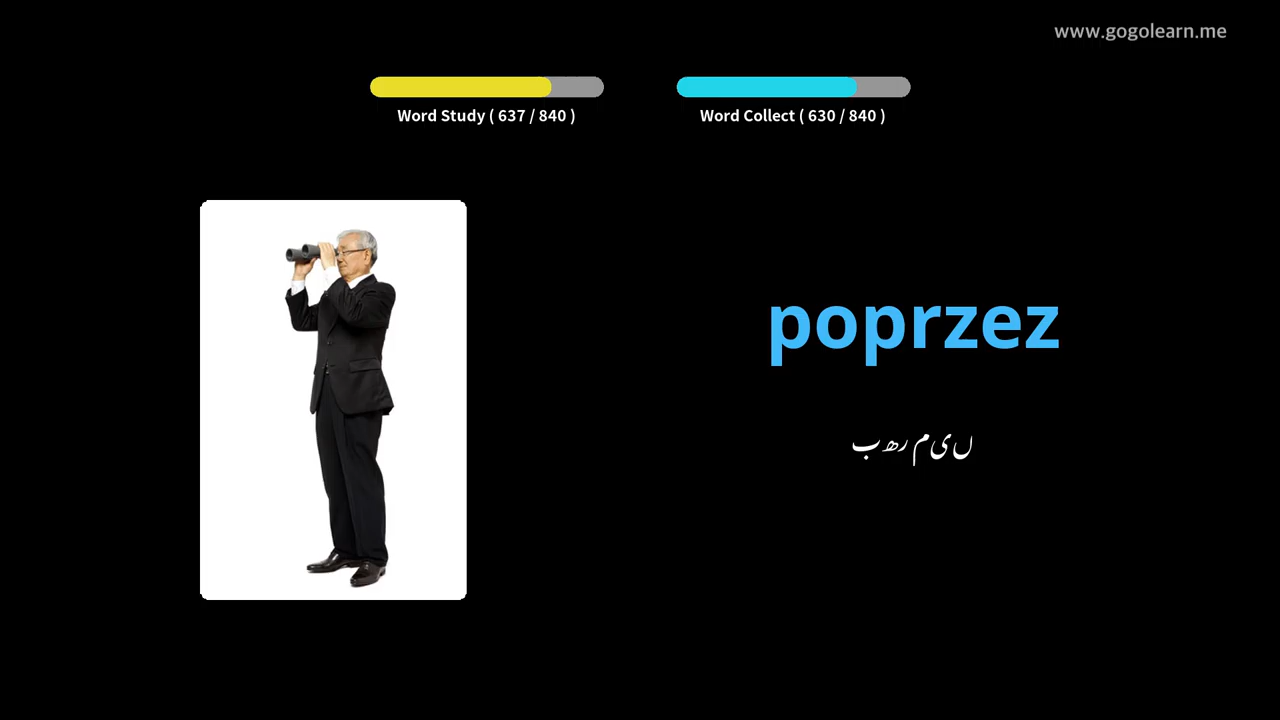 www.gogolearn.me
Word Study ( 637 / 840 )
Word Collect ( 630 / 840 )
poprzez
بھر میں